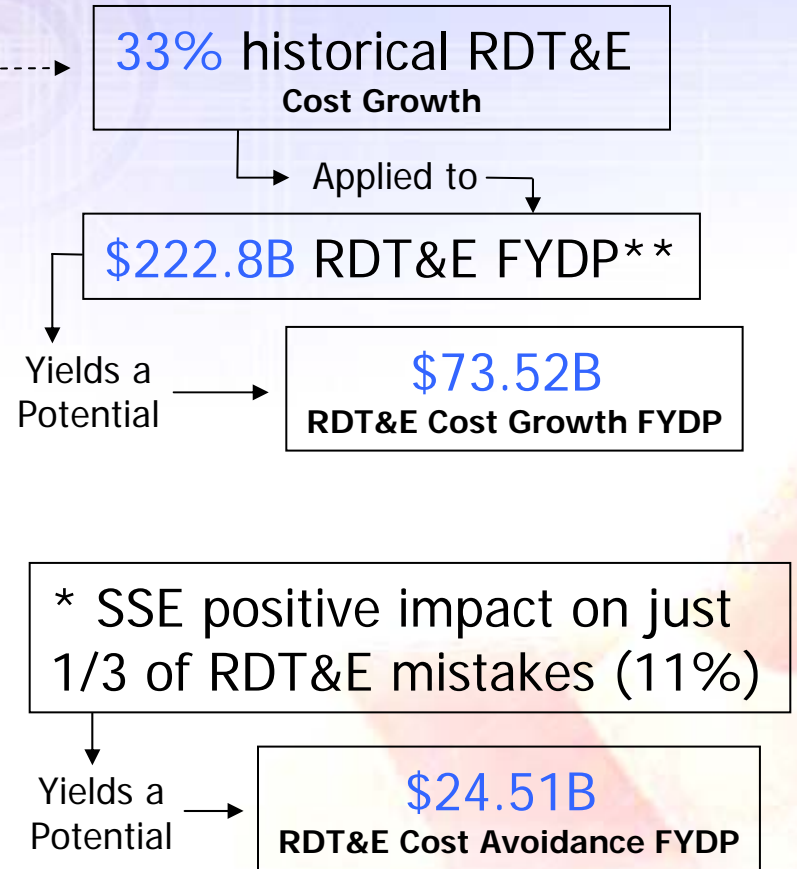 33% historical RDT&E
Cost Growth
Applied to
$222.8B RDT&E FYDP**
Yields a
Potential
$73.52B
RDT&E Cost Growth FYDP
* SSE positive impact on just
1/3 of RDT&E mistakes (11%)
Yields a
Potential
$24.51B
RDT&E Cost Avoidance FYDP